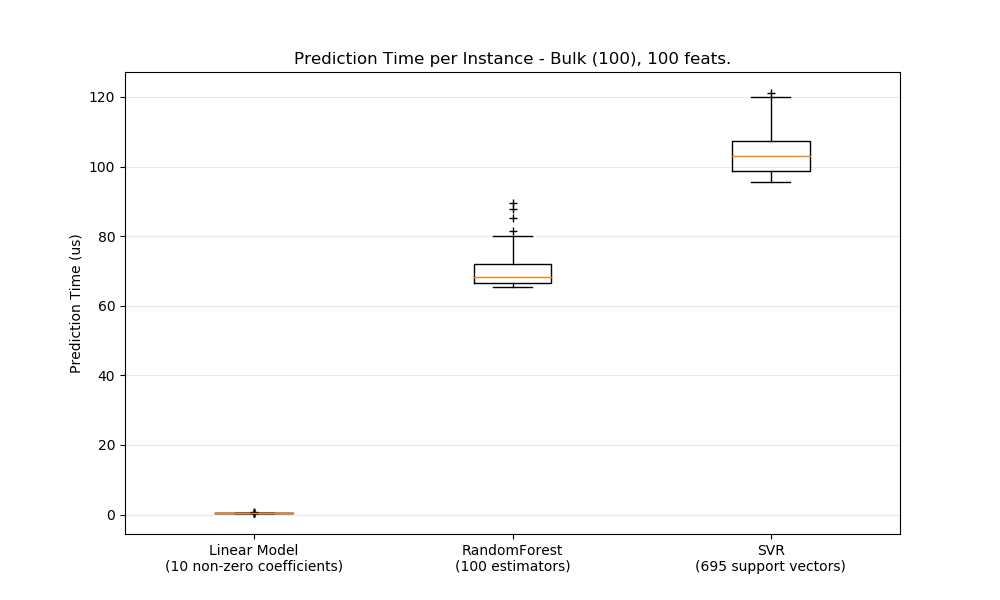 Prediction Time per Instance - Bulk (100), 100 feats.
120
100
80
60
40
20
0
Prediction Time (us)
Linear Model
(10 non-zero coefficients)
RandomForest
(100 estimators)
SVR
(695 support vectors)